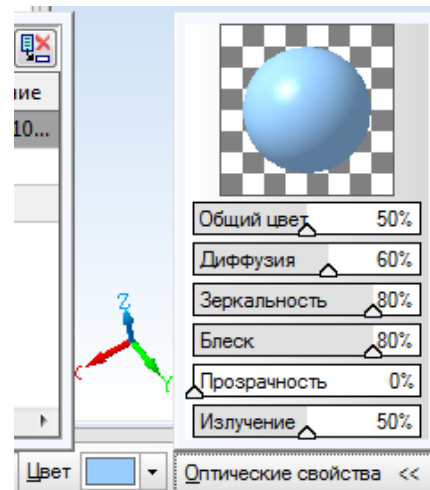 ние
10...
Общий цвет 50%
Диффузия 60%
Зеркальность 80%
Блеск 80%
Прозрачность 0%
Излучение 50%
Z
Y
Цвет
Оптические свойства <<